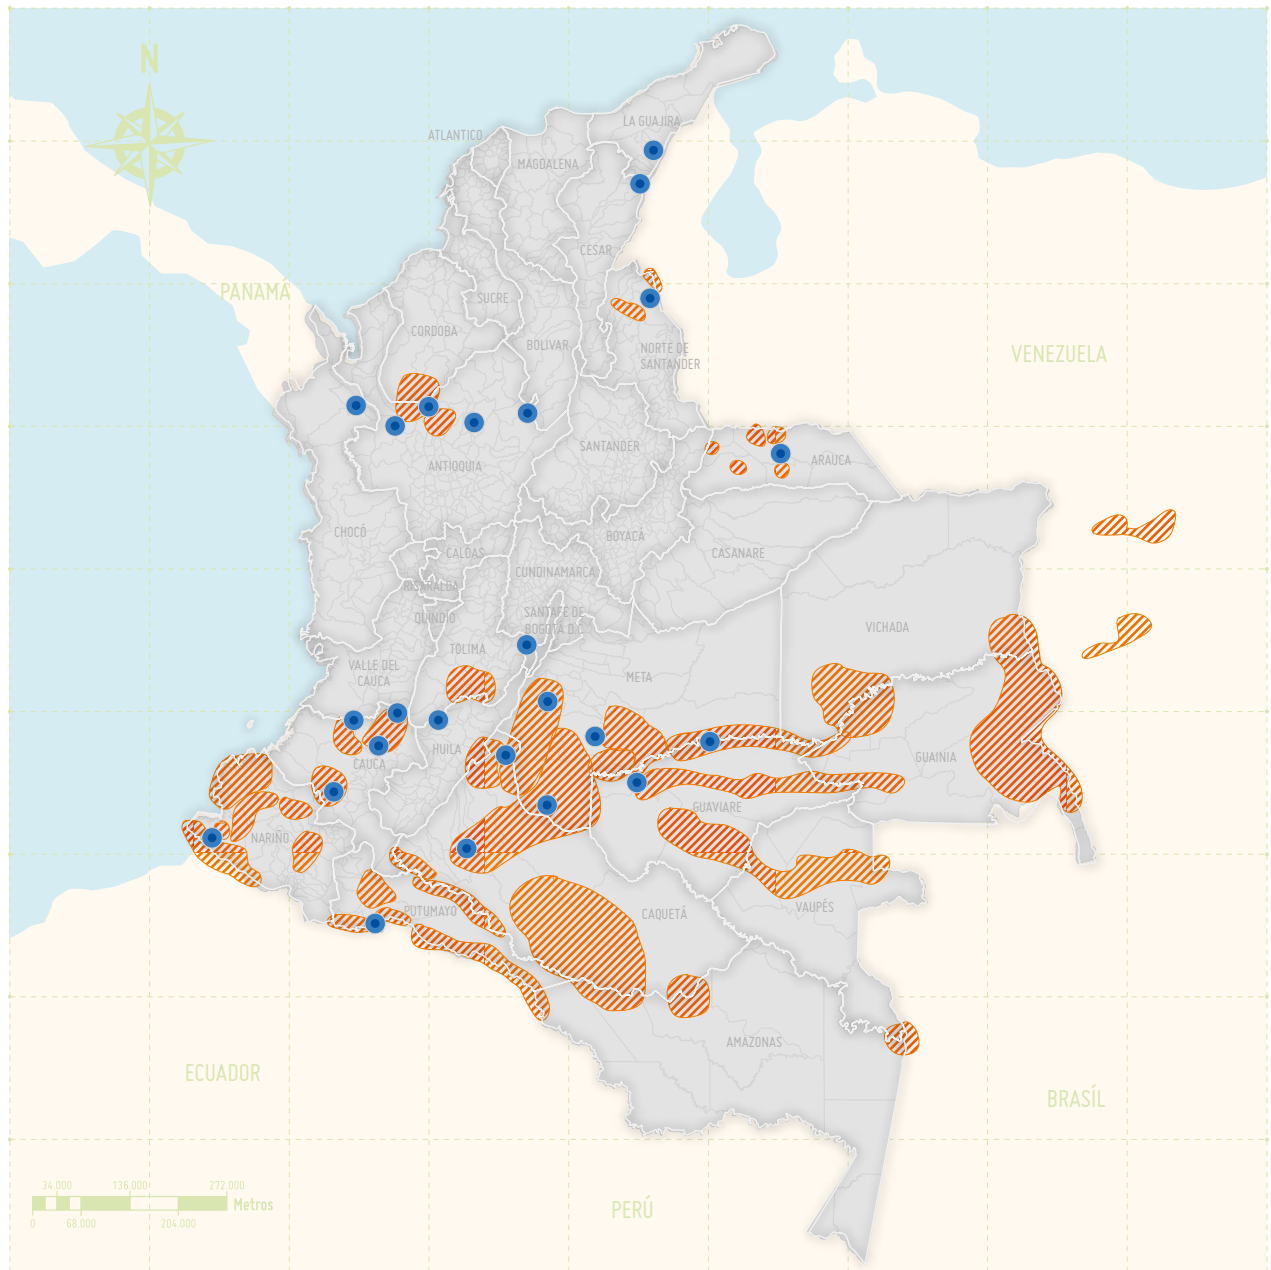 N
LA GUAJIRA
ATLANTICO
MAGDALENA
CESAR
PANAMÁ
SUCRE
CORDOBA
BOLIVAR
NORTE DE
SANTANDER
VENEZUELA
SANTANDER
ANTIOQUIA
ARAUCA
CHOCÓ
BOYACÁ
CALDAS
CASANARE
CUNDINAMARCA
RISARALDA
SANTAFE DE
BOGOTÁ D.C.
QUINDÍO
VICHADA
TOLIMA
VALLE DEL
CAUCA
META
HUILA
CAUCA
GUAINIA
GUAVIARE
NARIÑO
VAUPÉS
PUTUMAYO
CAQUETÁ
AMAZONAS
ECUADOR
BRASÍL
PERÚ
34.000 136.000 272.000
Metros
0 68.000 204.000